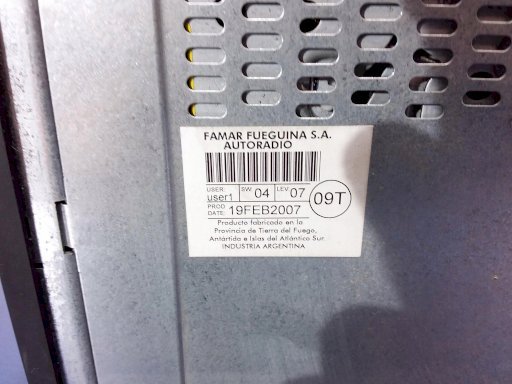 FAMAR FUEGUINA S.A.
AUTORADIO
USER: user1 SW: 04 LEV: 07 09T
PROD DATE: 19FEB2007
Producto fabricado en la
Provincia de Tierra del Fuego,
Antártida e Islas del Atlántico Sur.
INDUSTRIA ARGENTINA